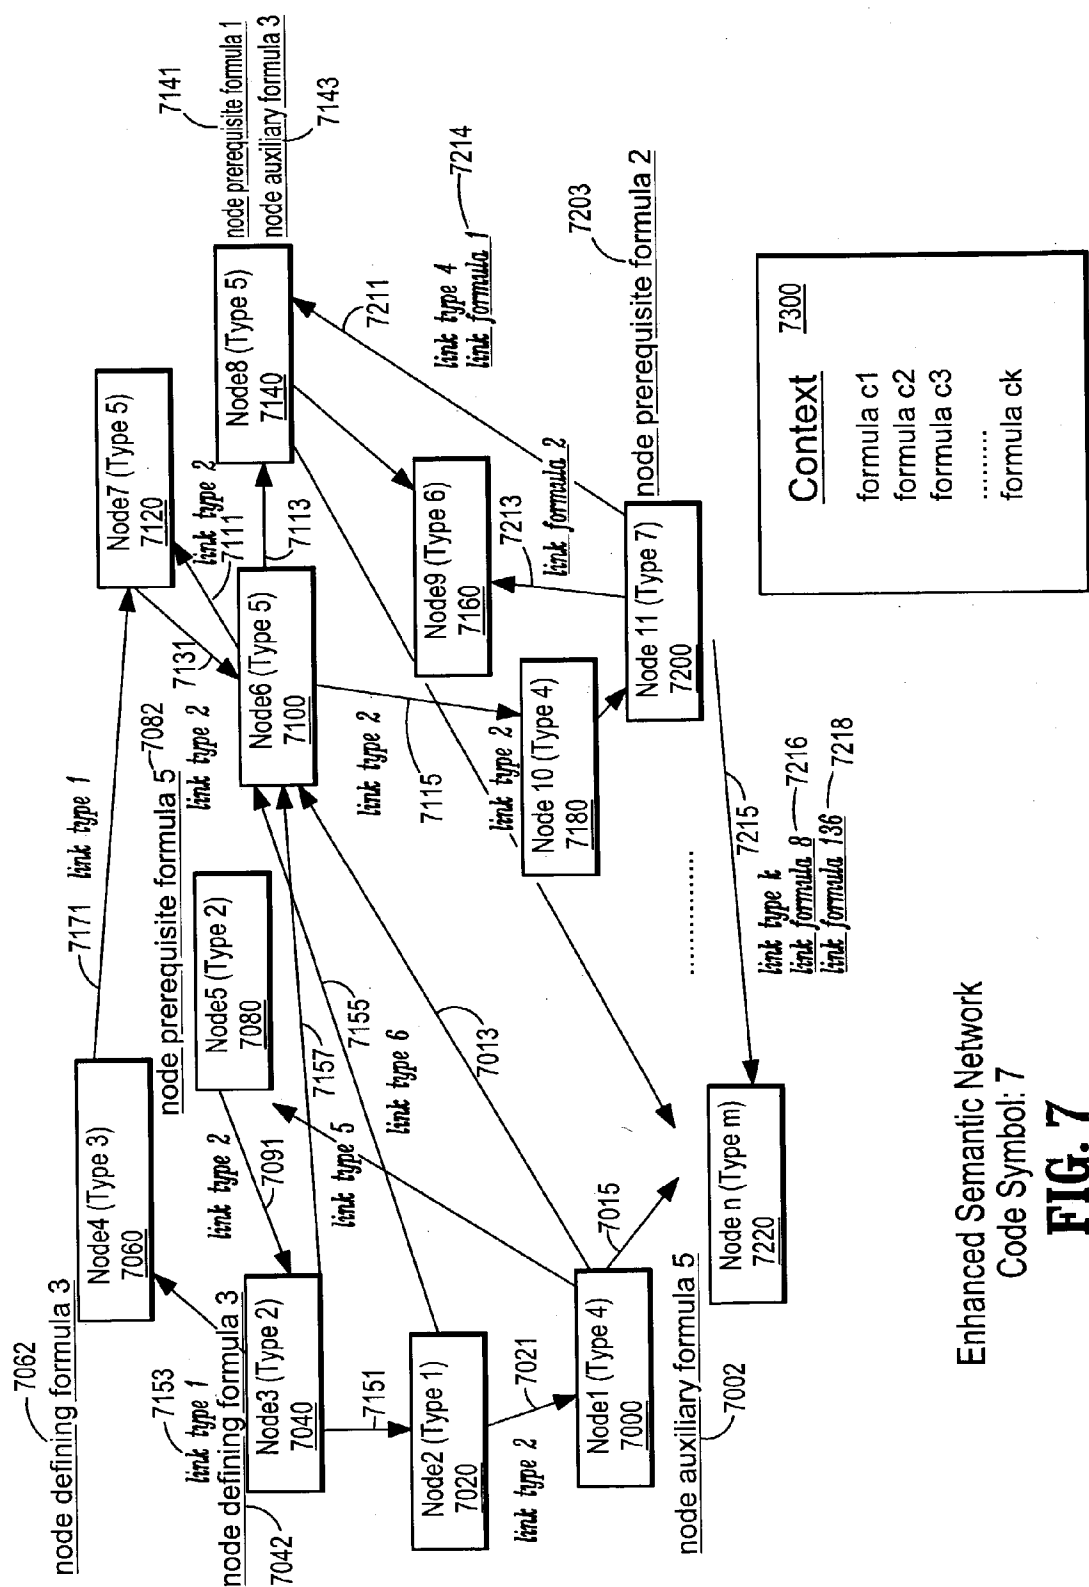 node defining formula 3
7062
Node4 (Type 3)
7060
7171
link type 1
Node7 (Type 5)
7120
7141
node prerequisite formula 1
node auxiliary formula 3
7143
7153
link type 1
node defining formula 3
7042
Node3 (Type 2)
7040
link type 2
7091
node prerequisite formula 5
7082
Node5 (Type 2)
7080
link type 2
7131
link type 2
7111
Node6 (Type 5)
7100
7113
Node8 (Type 5)
7140
7151
7157
7155
link type 5
link type 6
link type 2
7115
7211
link type 4
link formula 1
7214
Node2 (Type 1)
7020
link type 2
7021
7013
link type 2
Node9 (Type 6)
7160
7213
link formula 2
Node1 (Type 4)
7000
7015
Node 10 (Type 4)
7180
Node 11 (Type 7)
7200
7203
node prerequisite formula 2
node auxiliary formula 5
7002
Node n (Type m)
7220
............
7215
link type k
link formula 8
7216
link formula 136
7218
Context
7300
formula c1
formula c2
formula c3
.......
formula ck
Enhanced Semantic Network
Code Symbol: 7
FIG. 7